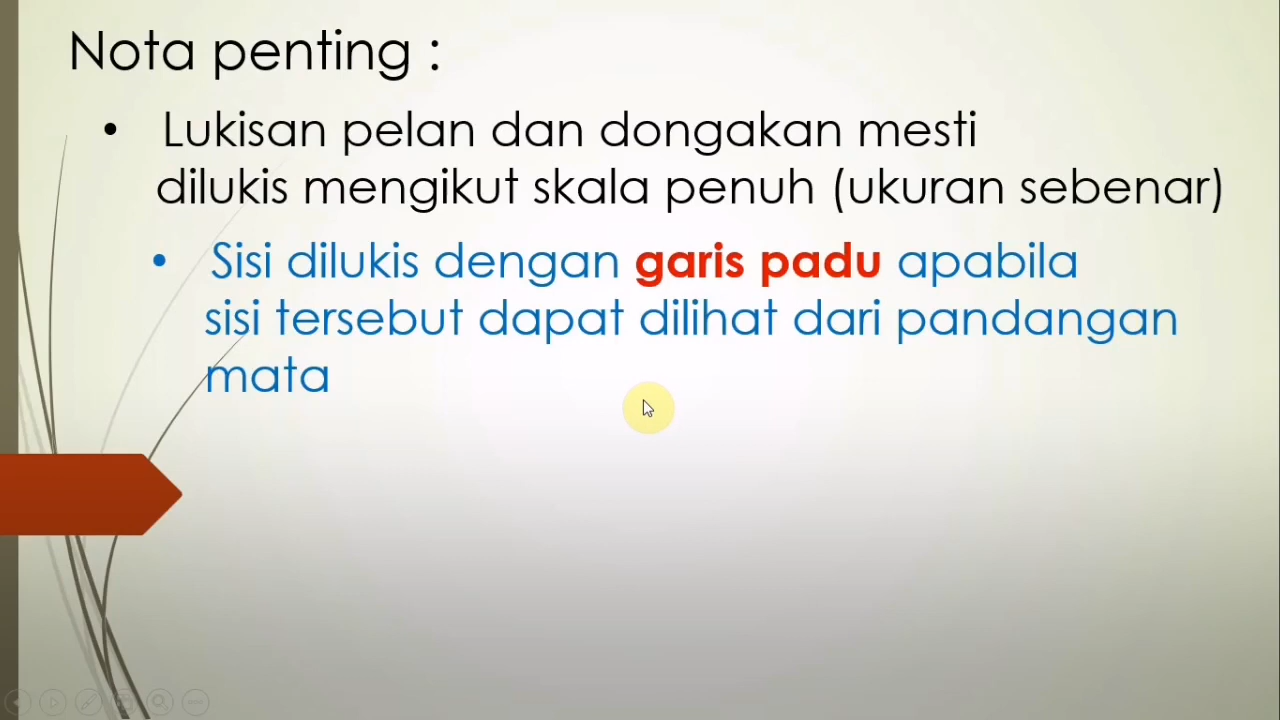 Nota penting :
• Lukisan pelan dan dongakan mesti
dilukis mengikut skala penuh (ukuran sebenar)
• Sisi dilukis dengan garis padu apabila
sisi tersebut dapat dilihat dari pandangan
mata